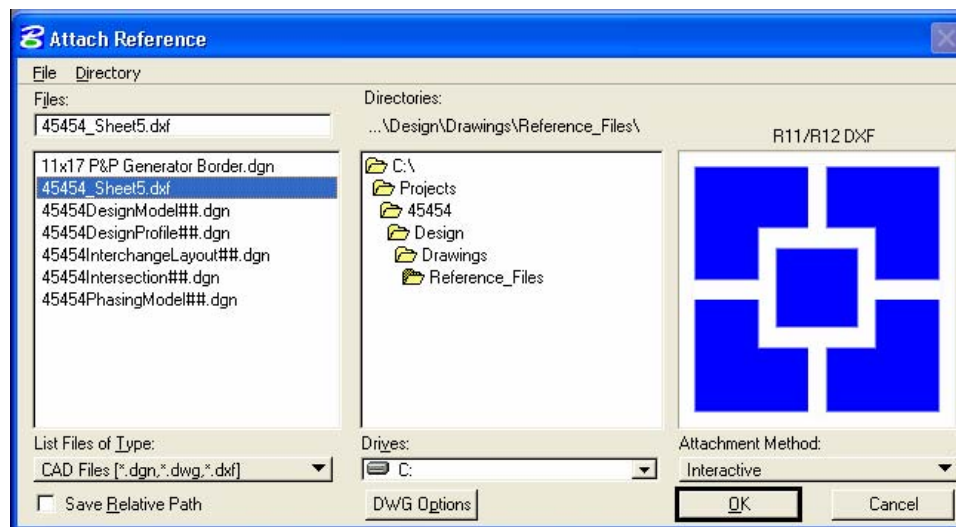 Attach Reference
File Directory
Files:
45454_Sheet5.dxf
11x17 P&P Generator Border.dgn
45454_Sheet5.dxf
45454DesignModel##.dgn
45454DesignProfile##.dgn
45454InterchangeLayout##.dgn
45454Intersection##.dgn
45454PhasingModel##.dgn
List Files of Type:
CAD Files [*.dgn,*.dwg,*.dxf]
Save Relative Path
Directories:
...\Design\Drawings\Reference_Files\
C:\
Projects
45454
Design
Drawings
Reference_Files
Drives:
C:
DWG Options
R11/R12 DXF
Attachment Method:
Interactive
OK
Cancel